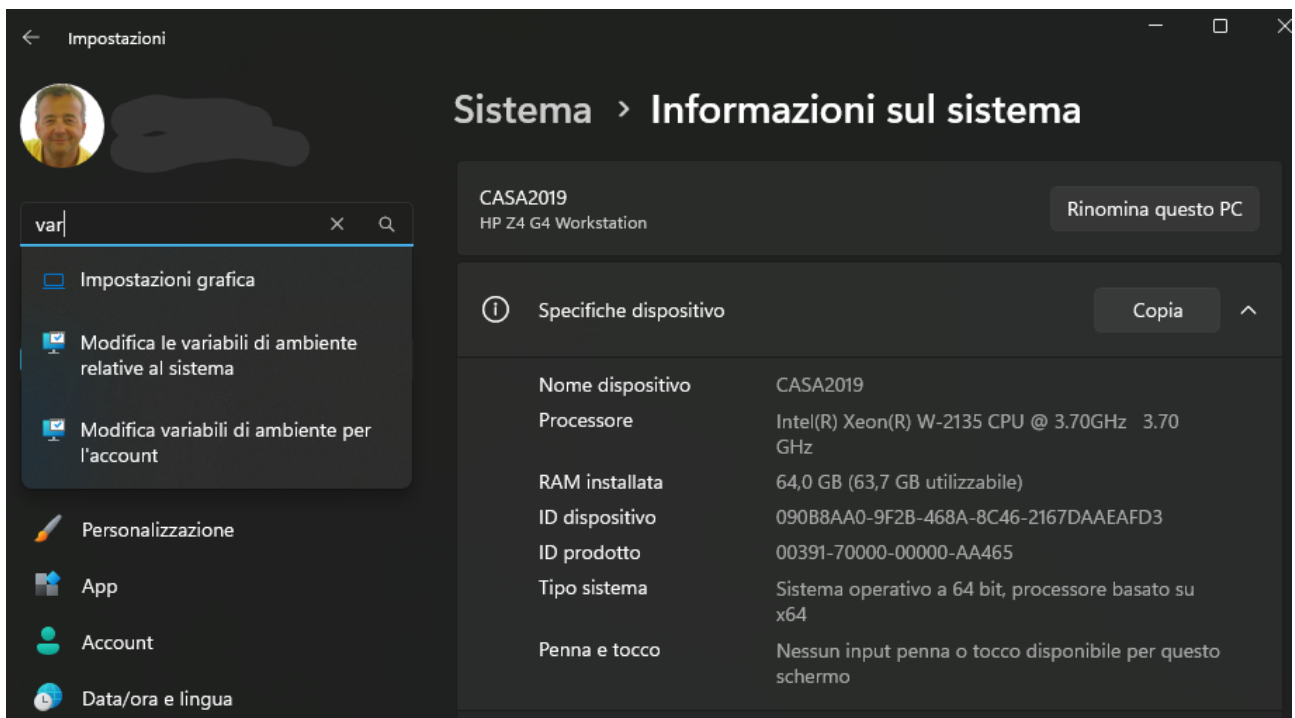 Impostazioni
Sistema > Informazioni sul sistema
var
Impostazioni grafica
Modifica le variabili di ambiente
relative al sistema
Modifica variabili di ambiente per
l'account
Personalizzazione
App
Account
Data/ora e lingua
CASA2019
HP Z4 G4 Workstation
Rinomina questo PC
Specifiche dispositivo
Copia
Nome dispositivo CASA2019
Processore Intel(R) Xeon(R) W-2135 CPU @ 3.70GHz 3.70
GHz
RAM installata 64,0 GB (63,7 GB utilizzabile)
ID dispositivo 090B8AA0-9F2B-468A-8C46-2167DAAEAFD3
ID prodotto 00391-70000-00000-AA465
Tipo sistema Sistema operativo a 64 bit, processore basato su
x64
Penna e tocco Nessun input penna o tocco disponibile per questo
schermo